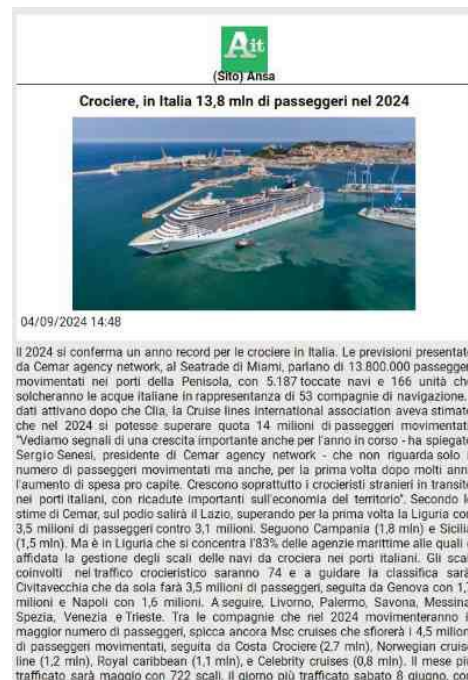 Ait
(Sito) Ansa
Crociere, in Italia 13,8 mln di passeggeri nel 2024
04/09/2024 14:48
Il 2024 si conferma un anno record per le crociere in Italia. Le previsioni presentate
da Cemar agency network, al Seatrade di Miami, parlano di 13.800.000 passegger
movimentati nei porti della Penisola, con 5.187 toccate navi e 166 unità che
solcheranno le acque italiane in rappresentanza di 53 compagnie di navigazione.
dati attivano dopo che Clia, la Cruise lines international association aveva stimato
che nel 2024 si potesse superare quota 14 milioni di passeggeri movimentati
"Vediamo segnali di una crescita importante anche per l'anno in corso - ha spiegato
Sergio Senesi, presidente di Cemar agency network - che non riguarda solo i
numero di passeggeri movimentati ma anche, per la prima volta dopo molti anni
l'aumento di spesa pro capite. Crescono soprattutto i crocieristi stranieri in transito
nei porti italiani, con ricadute importanti sull'economia del territorio". Secondo le
stime di Cemar, sul podio salirà il Lazio, superando per la prima volta la Liguria con
3,5 milioni di passeggeri contro 3,1 milioni. Seguono Campania (1,8 mln) e Sicilia
(1,5 mln). Ma è in Liguria che si concentra l'83% delle agenzie marittime alle quali è
affidata la gestione degli scali delle navi da crociera nei porti italiani. Gli scal
coinvolti nel traffico crocieristico saranno 74 e a guidare la classifica sarà
Civitavecchia che da sola farà 3,5 milioni di passeggeri, seguita da Genova con 1,7
milioni e Napoli con 1,6 milioni. A seguire, Livorno, Palermo, Savona, Messina
Spezia, Venezia e Trieste. Tra le compagnie che nel 2024 movimenteranno il
maggior numero di passeggeri, spicca ancora Msc cruises che sfiorerà i 4,5 milioni
di passeggeri movimentati, seguita da Costa Crociere (2,7 mln), Norwegian cruise
line (1,2 mln), Royal caribbean (1,1 mln), e Celebrity cruises (0,8 mln). Il mese più
trafficato sarà maggio con 722 scali, il giorno più trafficato sabato 8 giugno, con